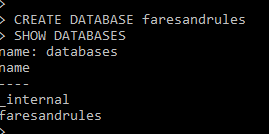 >
> CREATE DATABASE faresandrules
> SHOW DATABASES
name: databases
name
----
_internal
faresandrules
>